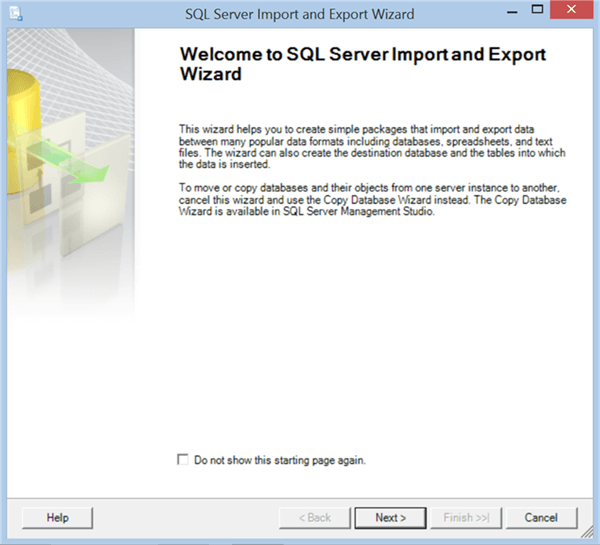 SQL Server Import and Export Wizard
Welcome to SQL Server Import and Export
Wizard
This wizard helps you to create simple packages that import and export data
between many popular data formats including databases, spreadsheets, and text
files. The wizard can also create the destination database and the tables into which
the data is inserted.
To move or copy databases and their objects from one server instance to another,
cancel this wizard and use the Copy Database Wizard instead. The Copy Database
Wizard is available in SQL Server Management Studio.
Do not show this starting page again.
Help
< Back
Next >
Finish >>|
Cancel